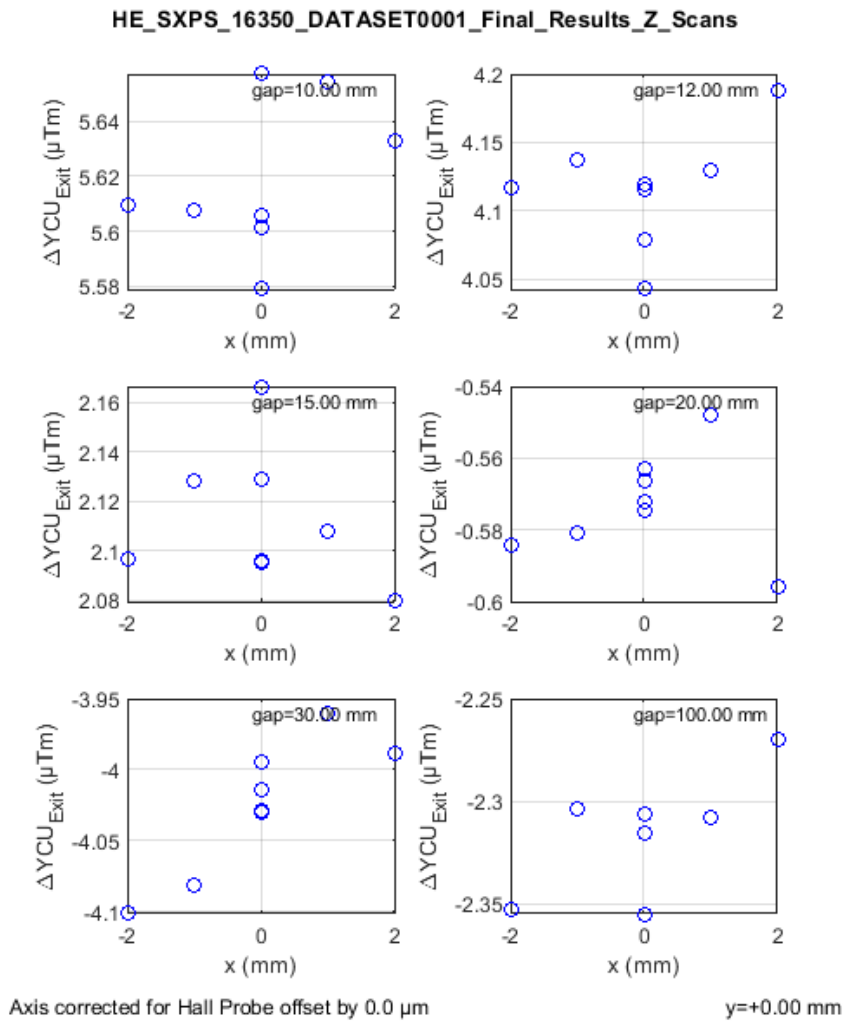 HE_SXPS_16350_DATASET0001_Final_Results_Z_Scans
gap=10.00 mm
5.64
5.62
5.6
5.58
ΔYCU_Exit (µTm)
-2
0
2
x (mm)
gap=12.00 mm
4.2
4.15
4.1
4.05
ΔYCU_Exit (µTm)
-2
0
2
x (mm)
gap=15.00 mm
2.16
2.14
2.12
2.1
2.08
ΔYCU_Exit (µTm)
-2
0
2
x (mm)
gap=20.00 mm
-0.54
-0.56
-0.58
-0.6
ΔYCU_Exit (µTm)
-2
0
2
x (mm)
gap=30.00 mm
-3.95
-4
-4.05
-4.1
ΔYCU_Exit (µTm)
-2
0
2
x (mm)
gap=100.00 mm
-2.25
-2.3
-2.35
ΔYCU_Exit (µTm)
-2
0
2
x (mm)
Axis corrected for Hall Probe offset by 0.0 µm
y=+0.00 mm